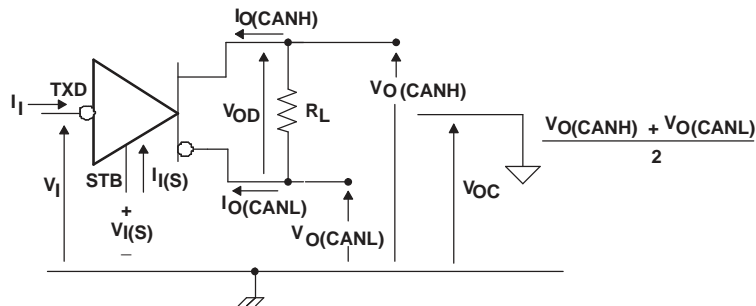 IO(CANH)
TXD
II
VOD
RL
VO(CANH)
VO(CANH) + VO(CANL)
2
VI
STB
II(S)
IO(CANL)
VOC
+
VI(S)
–
VO(CANL)